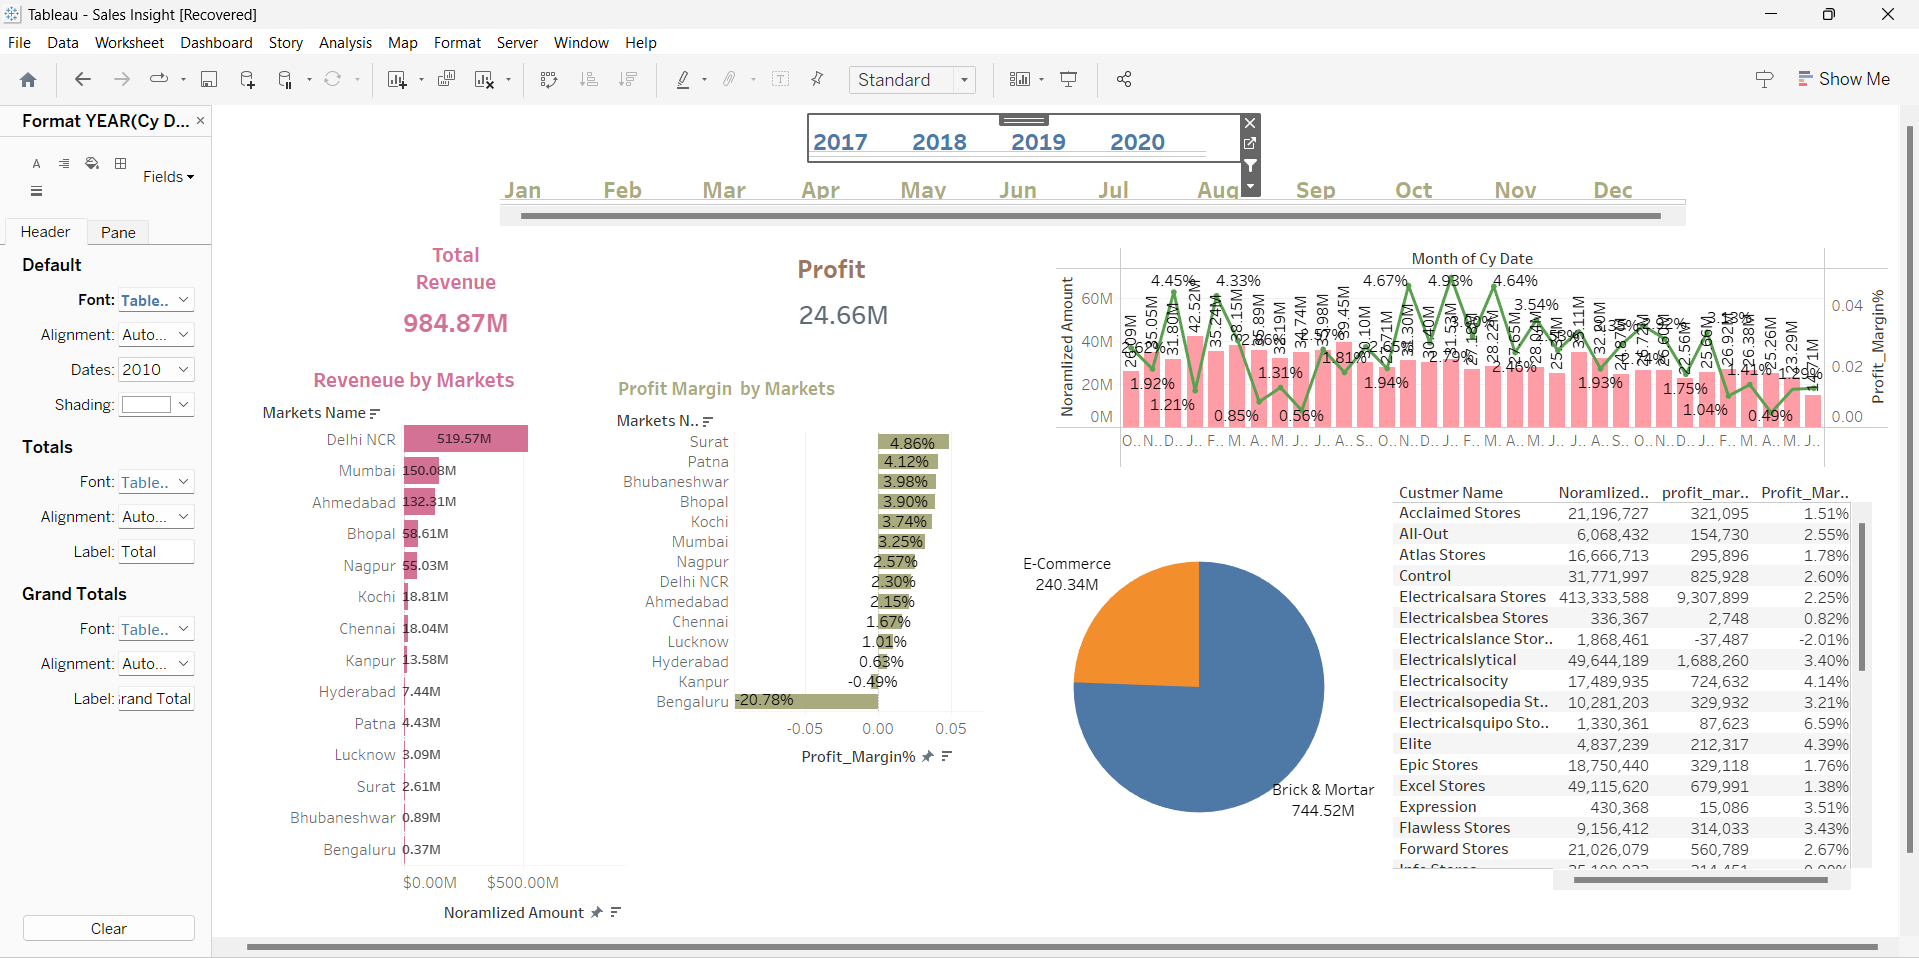 Tableau - Sales Insight [Recovered]
File Data Worksheet Dashboard Story Analysis Map Format Server Window Help
Standard
Show Me
Format YEAR(Cy D...
Fields
Header Pane
Default
Font: Table..
Alignment: Auto...
Dates: 2010
Shading:
Totals
Font: Table..
Alignment: Auto...
Label: Total
Grand Totals
Font: Table..
Alignment: Auto...
Label: rand Total
Clear
2017 2018 2019 2020
Jan Feb Mar Apr May Jun Jul Aug Sep Oct Nov Dec
Total
Revenue
984.87M
Profit
24.66M
Reveneue by Markets
Markets Name
Delhi NCR 519.57M
Mumbai 150.08M
Ahmedabad 132.31M
Bhopal 58.61M
Nagpur 55.03M
Kochi 18.81M
Chennai 18.04M
Kanpur 13.58M
Hyderabad 7.44M
Patna 4.43M
Lucknow 3.09M
Surat 2.61M
Bhubaneshwar 0.89M
Bengaluru 0.37M
$0.00M $500.00M
Noramlized Amount
Profit Margin by Markets
Markets N..
Surat 4.86%
Patna 4.12%
Bhubaneshwar 3.98%
Bhopal 3.90%
Kochi 3.74%
Mumbai 3.25%
Nagpur 2.57%
Delhi NCR 2.30%
Ahmedabad 2.15%
Chennai 1.67%
Lucknow 1.01%
Hyderabad 0.63%
Kanpur -0.49%
Bengaluru -20.78%
-0.05 0.00 0.05
Profit_Margin%
Month of Cy Date
Noramlized Amount
60M
40M
20M
0M
4.45% 4.33% 4.67% 4.93% 4.64%
3.54%
1.92% 1.31% 1.81% 1.94% 2.46% 1.93% 1.75%
1.21% 0.85% 0.56% 1.04% 0.49%
42.52M
0.04
0.02
0.00
Profit_Margin%
O.. N.. D.. J.. F.. M.. A.. M.. J.. J.. A.. S.. O.. N.. D.. J.. F.. M.. A.. M.. J.. J.. A.. S.. O.. N.. D.. J.. F.. M.. A.. M.. J..
E-Commerce
240.34M
Brick & Mortar
744.52M
Custmer Name Noramlized.. profit_mar.. Profit_Mar..
Acclaimed Stores 21,196,727 321,095 1.51%
All-Out 6,068,432 154,730 2.55%
Atlas Stores 16,666,713 295,896 1.78%
Control 31,771,997 825,928 2.60%
Electricalsara Stores 413,333,588 9,307,899 2.25%
Electricalsbea Stores 336,367 2,748 0.82%
Electricalslance Stor.. 1,868,461 -37,487 -2.01%
Electricalslytical 49,644,189 1,688,260 3.40%
Electricalsocity 17,489,935 724,632 4.14%
Electricalsopedia St.. 10,281,203 329,932 3.21%
Electricalsquipo Sto.. 1,330,361 87,623 6.59%
Elite 4,837,239 212,317 4.39%
Epic Stores 18,750,440 329,118 1.76%
Excel Stores 49,115,620 679,991 1.38%
Expression 430,368 15,086 3.51%
Flawless Stores 9,156,412 314,033 3.43%
Forward Stores 21,026,079 560,789 2.67%